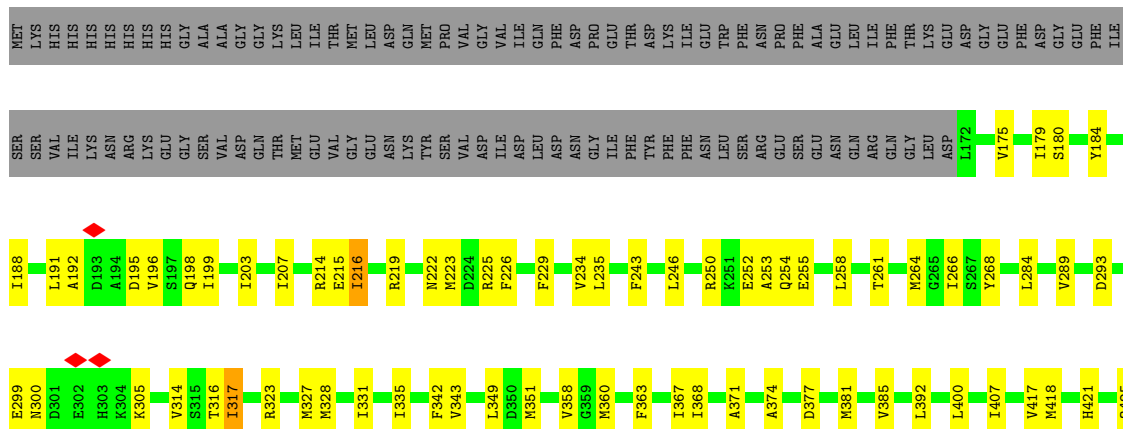 MET LYS HIS HIS HIS HIS HIS HIS HIS GLY ALA ALA GLY GLY LYS LEU ILE THR MET LEU ASP GLN MET PRO VAL GLY VAL ILE GLN PHE ASP PRO GLU THR ASP LYS ILE GLU TRP PHE ASN PRO PHE ALA GLU LEU ILE PHE THR LYS GLU ASP GLY GLU PHE ASP GLY GLU PHE ILE
SER SER VAL ILE LYS ASN ARG LYS GLU GLY SER VAL ASP GLN THR MET GLU VAL GLY GLU ASN LYS TYR SER VAL ASP ILE ASP LEU ASP ASN GLY ILE PHE TYR PHE PHE ASN LEU SER ARG GLU SER GLU ASN GLN ARG GLN GLY LEU ASP L172 V175 I179 S180 Y184
I188 L191 A192 D193 A194 D195 V196 S197 Q198 I199 I203 I207 R214 E215 I216 R219 N222 M223 D224 R225 F226 F229 V234 L235 F243 L246 R250 K251 E252 A253 Q254 E255 L258 T261 M264 G265 I266 S267 Y268 L284 V289 D293
E299 N300 D301 E302 H303 K304 K305 V314 S315 T316 I317 R323 M327 M328 I331 I335 F342 V343 L349 D350 M351 V358 G359 M360 F363 I367 I368 A371 A374 D377 M381 V385 L392 L400 I407 V417 M418 H421